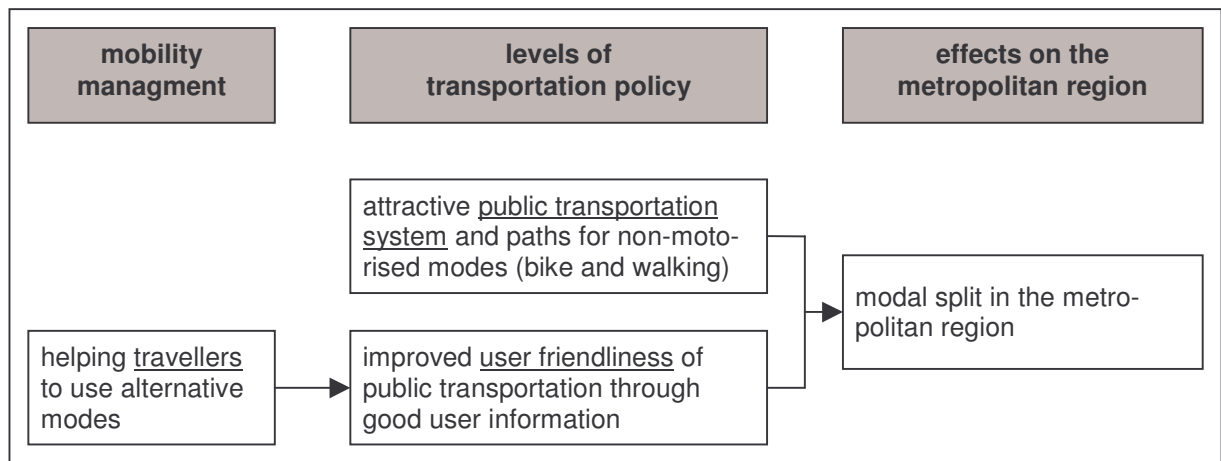 mobility
managment
levels of
transportation policy
effects on the
metropolitan region
attractive public transportation
system and paths for non-moto-
rised modes (bike and walking)
modal split in the metro-
politan region
helping travellers
to use alternative
modes
improved user friendliness of
public transportation through
good user information